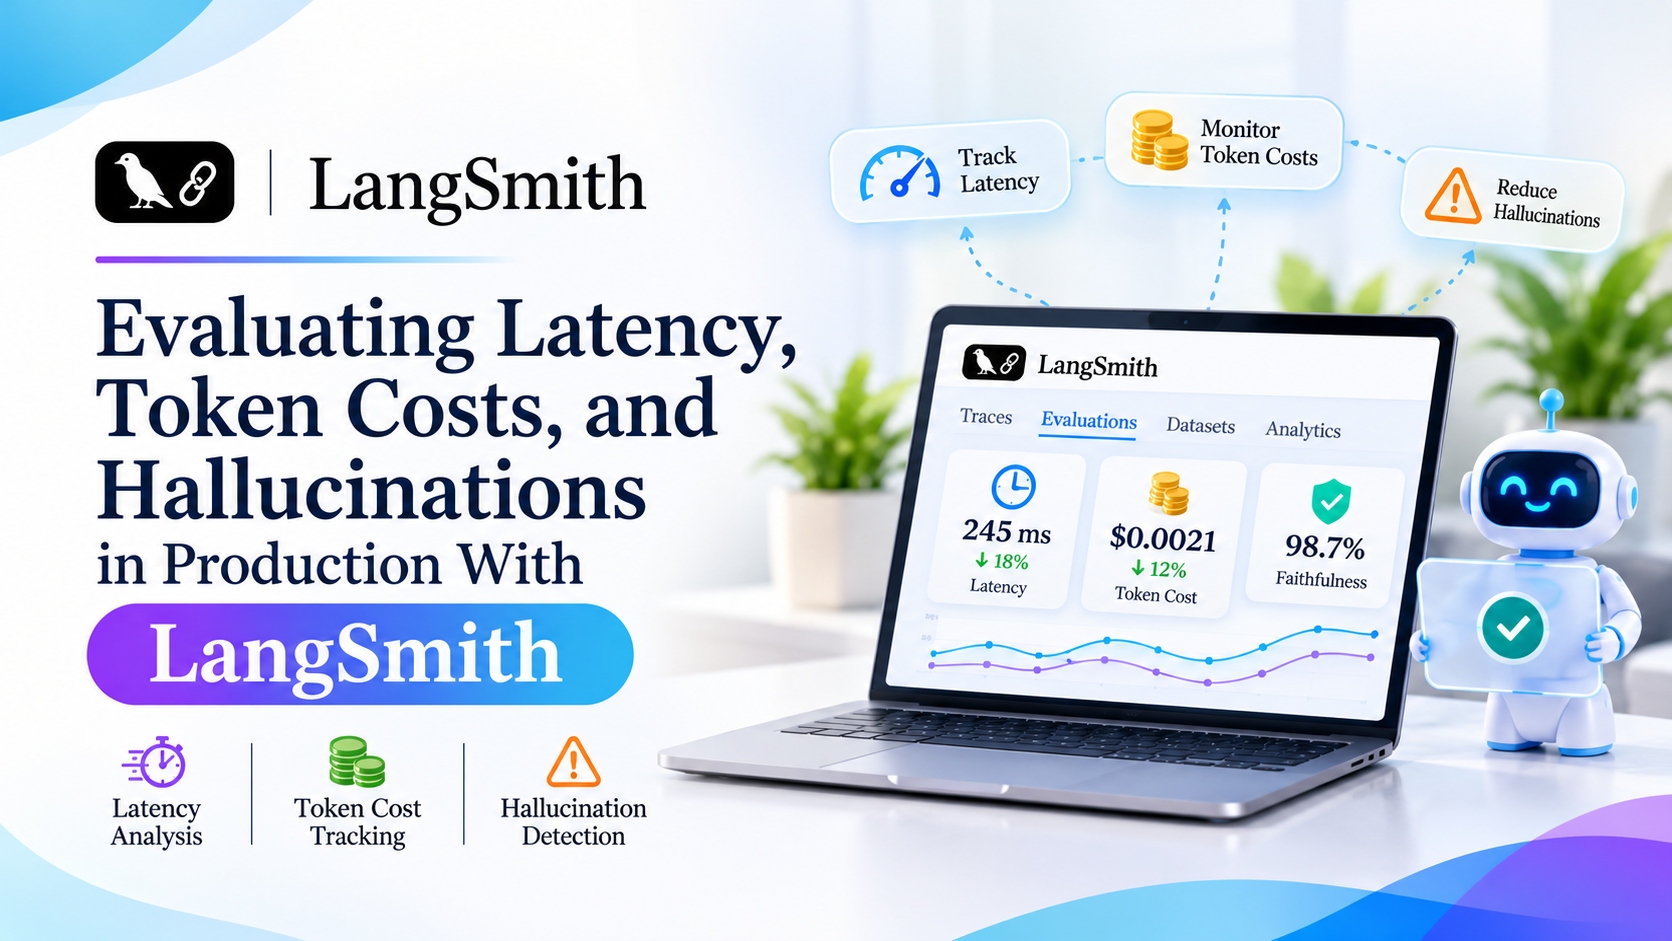 LangSmith
Evaluating Latency,
Token Costs, and
Hallucinations
in Production With
LangSmith
Latency
Analysis
Token Cost
Tracking
Hallucination
Detection
Track
Latency
Monitor
Token Costs
Reduce
Hallucinations
LangSmith
Traces
Evaluations
Datasets
Analytics
245 ms
↓ 18%
Latency
$0.0021
↓ 12%
Token Cost
98.7%
Faithfulness